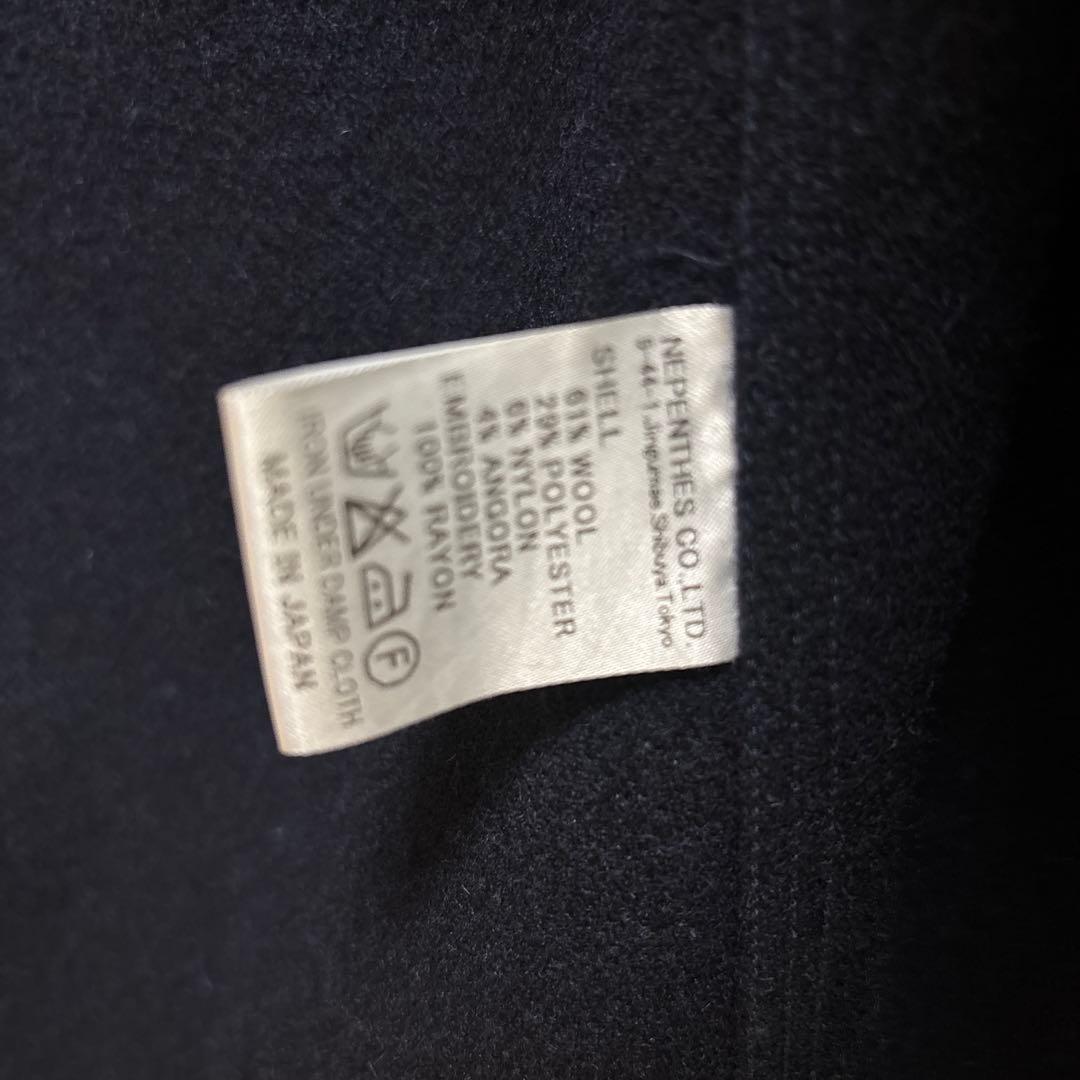 NEPENTHES CO.,LTD.
5-44-1,Jingumae,Shibuya,Tokyo
SHELL
61% WOOL
29% POLYESTER
6% NYLON
4% ANGORA
EMBROIDERY
100% RAYON
F
IRON UNDER DAMP CLOTH
MADE IN JAPAN